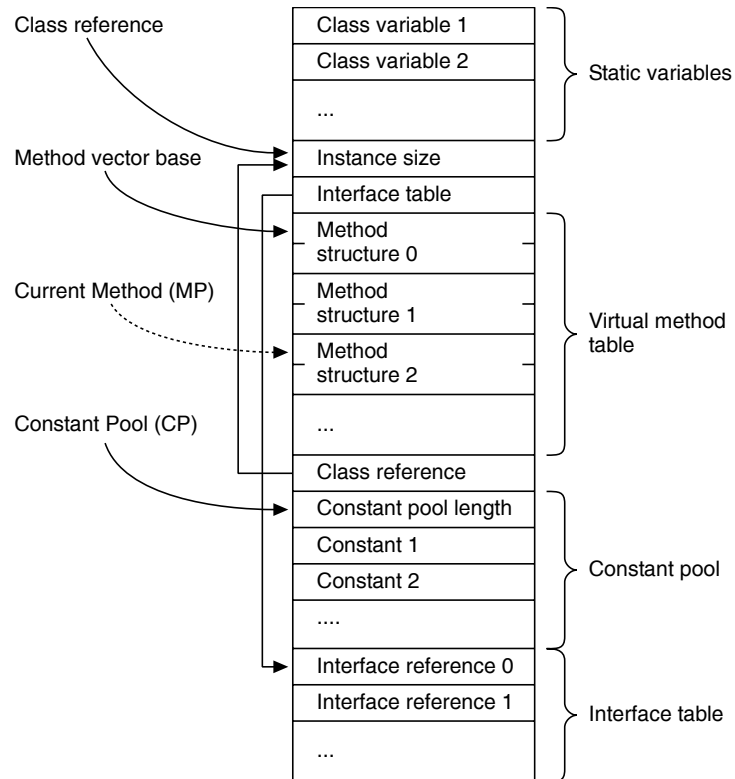 Class reference
Method vector base
Current Method (MP)
Constant Pool (CP)
Class variable 1
Class variable 2
...
Instance size
Interface table
Method
structure 0
Method
structure 1
Method
structure 2
...
Class reference
Constant pool length
Constant 1
Constant 2
....
Interface reference 0
Interface reference 1
...
Static variables
Virtual method
table
Constant pool
Interface table